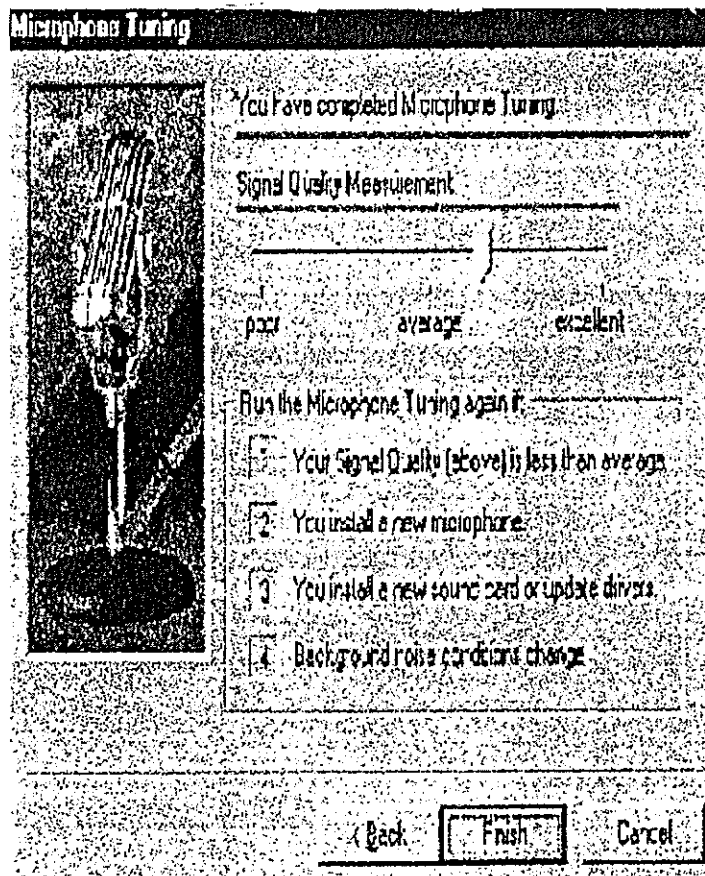 Microphone Tuning
You have completed Microphone Tuning.
Signal Quality Measurement
poor average excellent
Run the Microphone Tuning again if:
1 Your Signal Quality (above) is less than average.
2 You install a new microphone.
3 You install a new sound card or update drivers.
4 Background noise conditions change.
< Back Finish Cancel